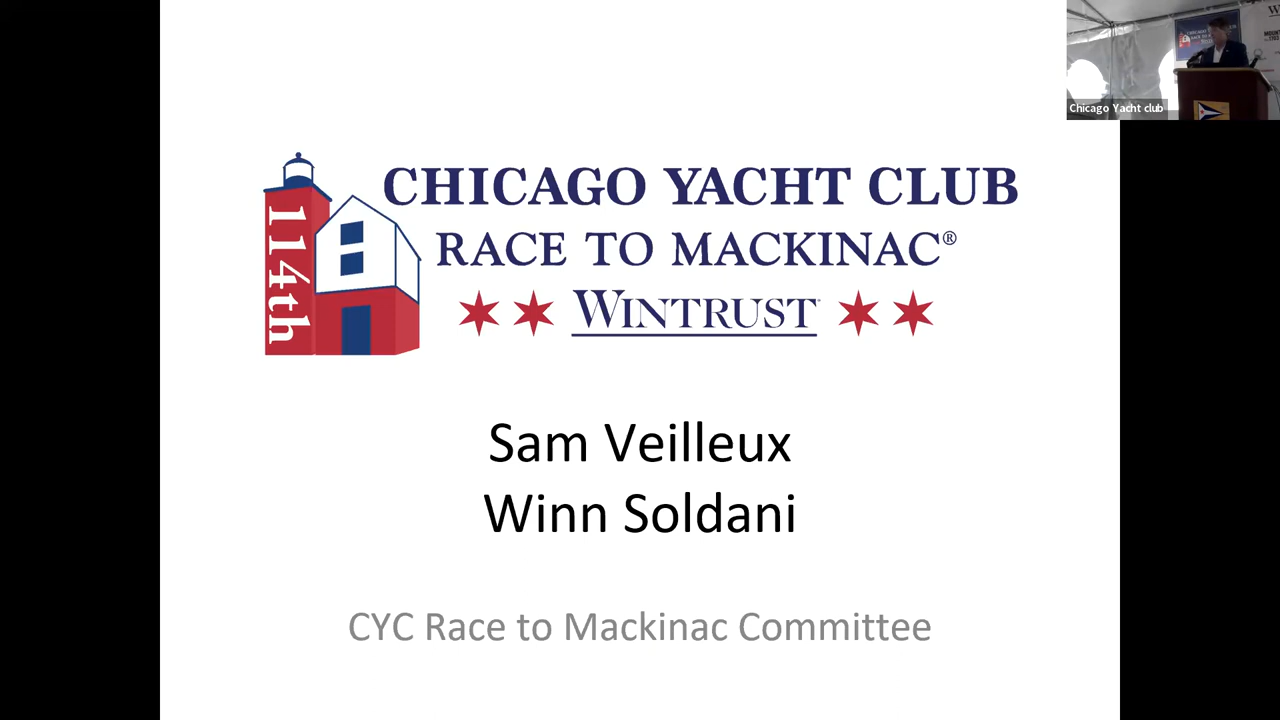 114th
CHICAGO YACHT CLUB
RACE TO MACKINAC®
WINTRUST
Sam Veilleux
Winn Soldani
CYC Race to Mackinac Committee
Chicago Yacht club